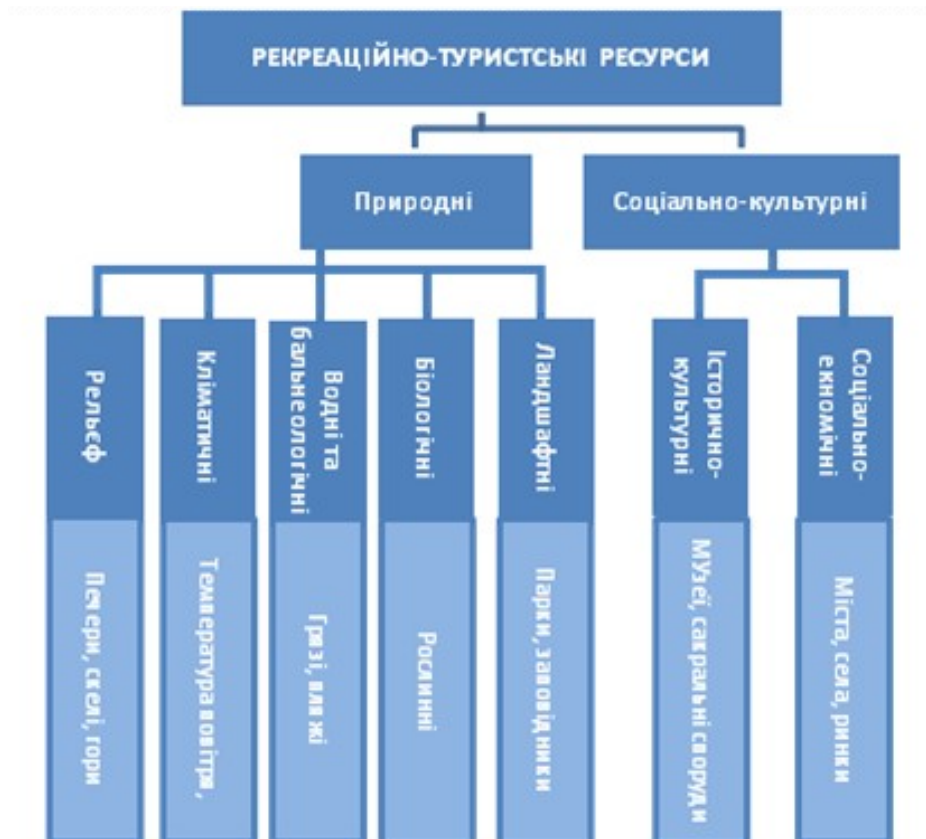 РЕКРЕАЦІЙНО-ТУРИСТСЬКІ РЕСУРСИ
Природні
Соціально-культурні
Рельєф
Кліматичні
Водні та
бальнеологічні
Біологічні
Ландшафтні
Історично-
культурні
Соціально-
екномічні
Печери, скелі, гори
Температура повітря,
Грязі, пляжі
Рослинні
Парки, заповідники
МУзеї, сакральні споруди
Міста, села, ринки